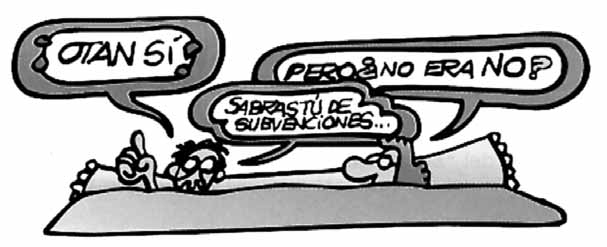 OTAN SÍ
PERO ¿NO ERA NO?
SABRAS TÚ DE
SUBVENCIONES...